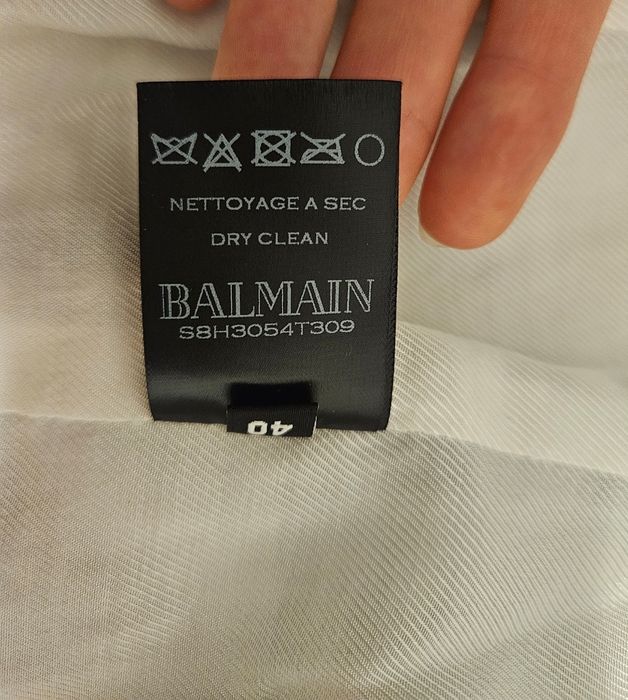 NETTOYAGE A SEC
DRY CLEAN
BALMAIN
S8H3054T309
40